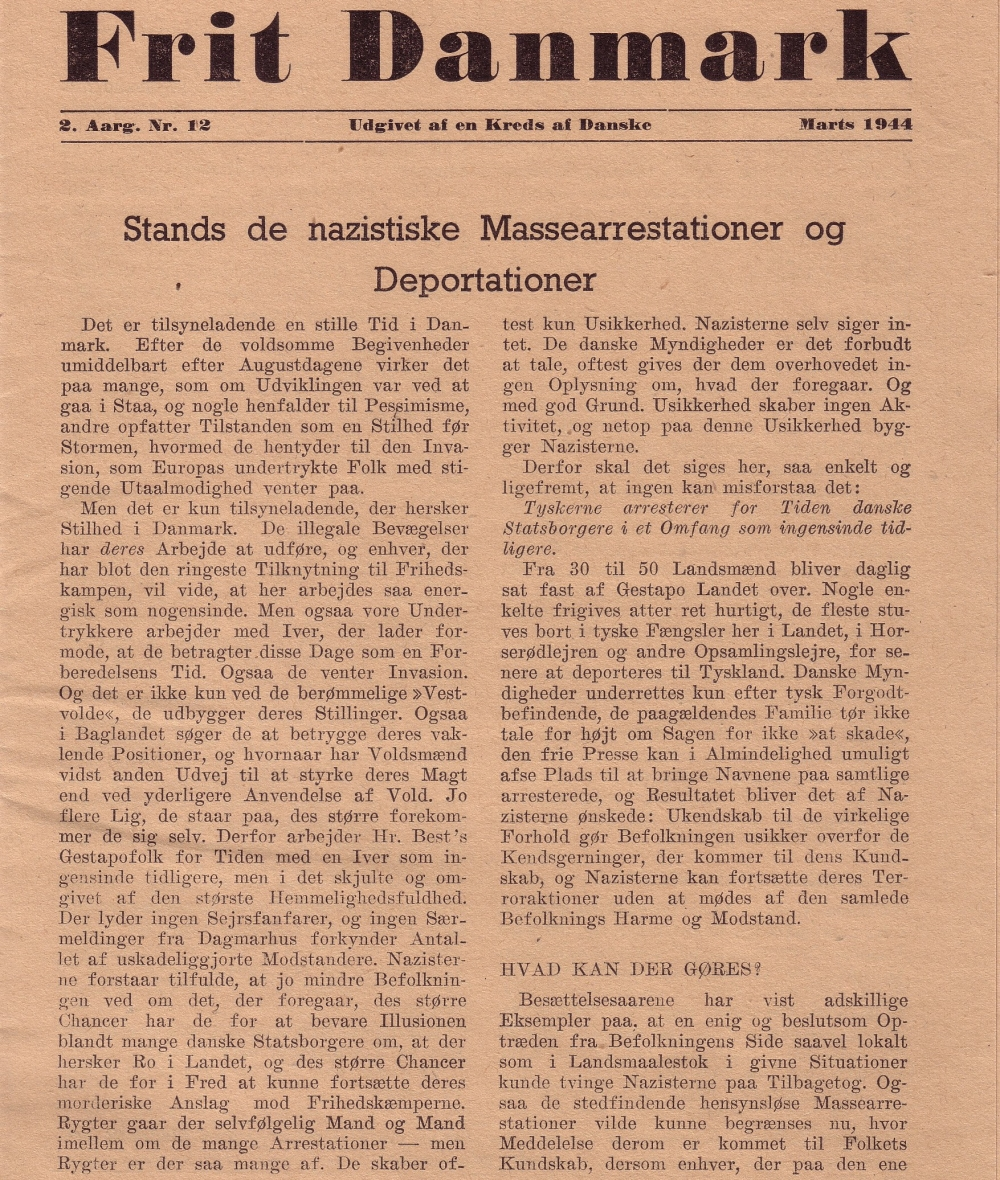 Frit Danmark
2. Aarg. Nr. 12 Udgivet af en Kreds af Danske Marts 1944
Stands de nazistiske Massearrestationer og
Deportationer
Det er tilsyneladende en stille Tid i Dan-
mark. Efter de voldsomme Begivenheder
umiddelbart efter Augustdagene virker det
paa mange, som om Udviklingen var ved at
gaa i Staa, og nogle henfalder til Pessimisme,
andre opfatter Tilstanden som en Stilhed før
Stormen, hvormed de hentyder til den Inva-
sion, som Europas undertrykte Folk med sti-
gende Utaalmodighed venter paa.
Men det er kun tilsyneladende, der hersker
Stilhed i Danmark. De illegale Bevægelser
har deres Arbejde at udføre, og enhver, der
har blot den ringeste Tilknytning til Friheds-
kampen, vil vide, at her arbejdes saa ener-
gisk som nogensinde. Men ogsaa vore Under-
trykkere arbejder med Iver, der lader for-
mode, at de betragter disse Dage som en For-
beredelsens Tid. Ogsaa de venter Invasion.
Og det er ikke kun ved de berømmelige »Vest-
volde«, de udbygger deres Stillinger. Ogsaa
i Baglandet søger de at betrygge deres vak-
lende Positioner, og hvornaar har Voldsmænd
vidst anden Udvej til at styrke deres Magt
end ved yderligere Anvendelse af Vold. Jo
flere Lig, de staar paa, des større forekom-
mer de sig selv. Derfor arbejder Hr. Best's
Gestapofolk for Tiden med en Iver som in-
gensinde tidligere, men i det skjulte og om-
givet af den største Hemmelighedsfuldhed.
Der lyder ingen Sejrsfanfarer, og ingen Sær-
meldinger fra Dagmarhus forkynder Antal-
let af uskadeliggjorte Modstandere. Nazister-
ne forstaar tilfulde, at jo mindre Befolknin-
gen ved om det, der foregaar, des større
Chancer har de for at bevare Illusionen
blandt mange danske Statsborgere om, at der
hersker Ro i Landet, og des større Chancer
har de for i Fred at kunne fortsætte deres
morderiske Anslag mod Frihedskæmperne.
Rygter gaar der selvfølgelig Mand og Mand
imellem om de mange Arrestationer — men
Rygter er der saa mange af. De skaber of-
test kun Usikkerhed. Nazisterne selv siger in-
tet. De danske Myndigheder er det forbudt
at tale, oftest gives der dem overhovedet in-
gen Oplysning om, hvad der foregaar. Og
med god Grund. Usikkerhed skaber ingen Ak-
tivitet, og netop paa denne Usikkerhed byg-
ger Nazisterne.
Derfor skal det siges her, saa enkelt og
ligefremt, at ingen kan misforstaa det:
Tyskerne arresterer for Tiden danske
Statsborgere i et Omfang som ingensinde tid-
ligere.
Fra 30 til 50 Landsmænd bliver daglig
sat fast af Gestapo Landet over. Nogle en-
kelte frigives atter ret hurtigt, de fleste stu-
ves bort i tyske Fængsler her i Landet, i Hor-
serødlejren og andre Opsamlingslejre, for se-
nere at deporteres til Tyskland. Danske Myn-
digheder underrettes kun efter tysk Forgodt-
befindende, de paagældendes Familie tør ikke
tale for højt om Sagen for ikke »at skade«,
den frie Presse kan i Almindelighed umuligt
afse Plads til at bringe Navnene paa samtlige
arresterede, og Resultatet bliver det af Na-
zisterne ønskede: Ukendskab til de virkelige
Forhold gør Befolkningen usikker overfor de
Kendsgerninger, der kommer til dens Kund-
skab, og Nazisterne kan fortsætte deres Ter-
roraktioner uden at mødes af den samlede
Befolknings Harme og Modstand.
HVAD KAN DER GØRES?
Besættelsesaarene har vist adskillige
Eksempler paa, at en enig og beslutsom Op-
træden fra Befolkningens Side saavel lokalt
som i Landsmaalestok i givne Situationer
kunde tvinge Nazisterne paa Tilbagetog. Og-
saa de stedfindende hensynsløse Massearre-
stationer vilde kunne begrænses nu, hvor
Meddelelse derom er kommet til Folkets
Kundskab, dersom enhver, der paa den ene